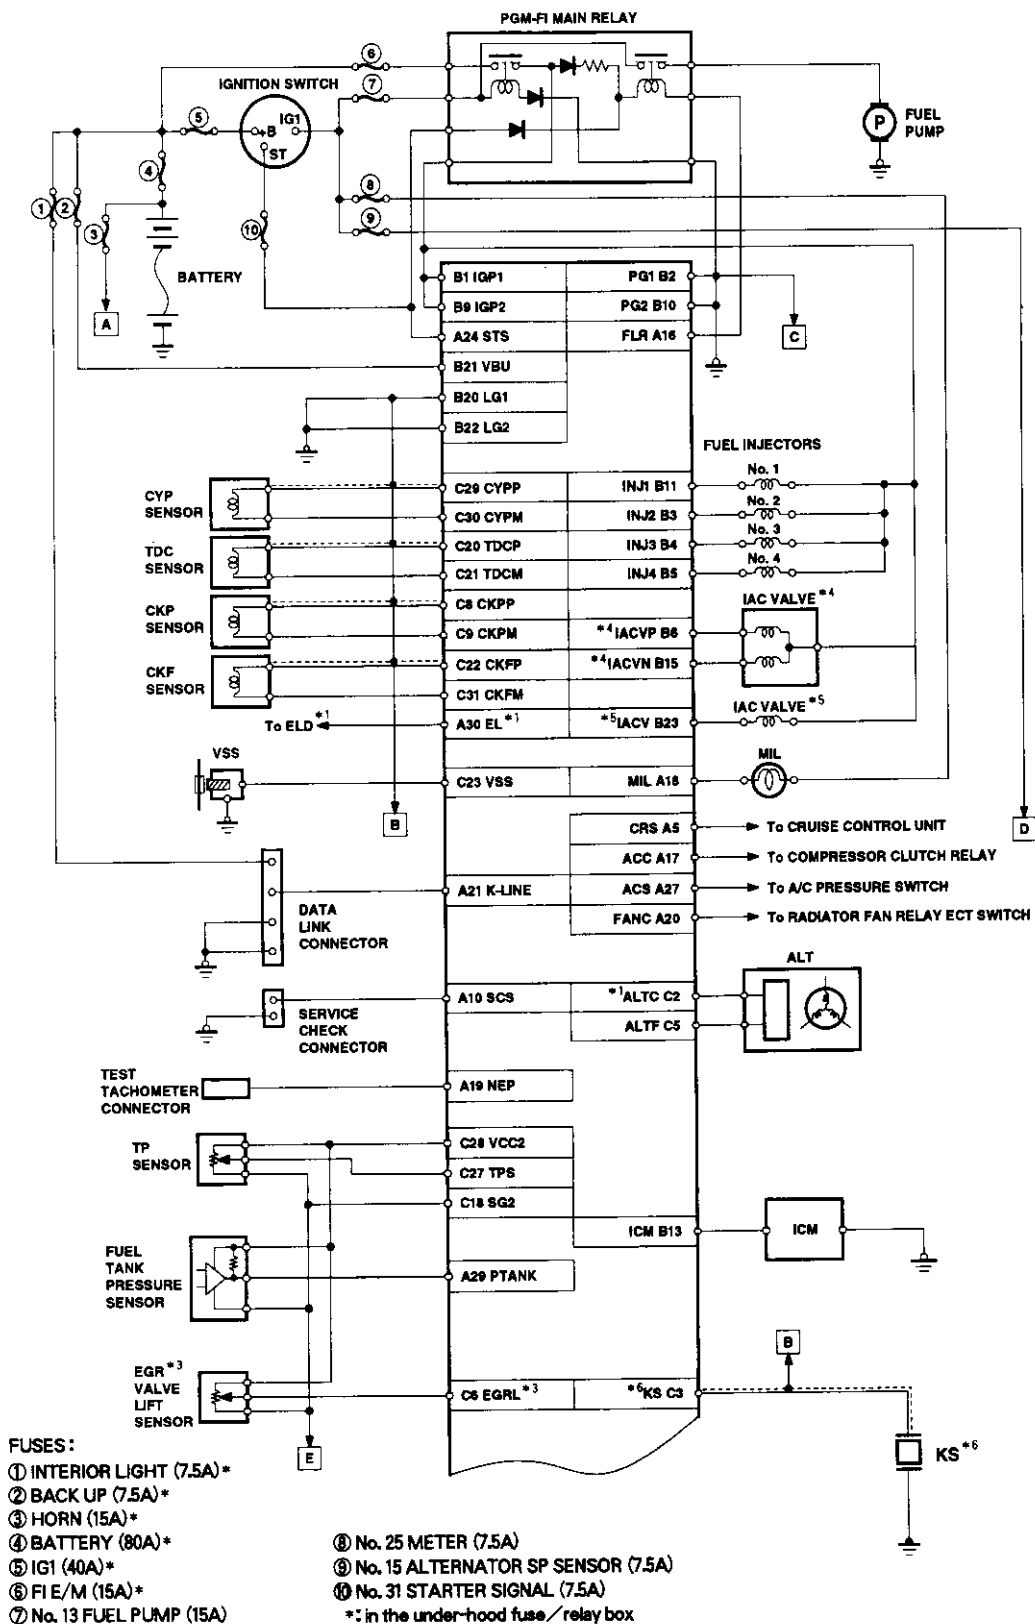 PGM-FI MAIN RELAY
IGNITION SWITCH
⑥
⑦
⑤
B
IG1
ST
P
FUEL
PUMP
④
①
②
③
⑧
⑨
⑩
BATTERY
A
B1 IGP1
PG1 B2
B9 IGP2
PG2 B10
A24 STS
FLR A16
C
B21 VBU
B20 LG1
B22 LG2
FUEL INJECTORS
CYP
SENSOR
C29 CYPP
INJ1 B11
No. 1
C30 CYPM
INJ2 B3
No. 2
TDC
SENSOR
C20 TDCP
INJ3 B4
No. 3
C21 TDCM
INJ4 B5
No. 4
CKP
SENSOR
C8 CKPP
IAC VALVE *4
C9 CKPM
*4 IACVP B6
CKF
SENSOR
C22 CKFP
*4 IACVN B15
C31 CKFM
IAC VALVE *5
To ELD *1
A30 EL *1
*5 IACV B23
VSS
MIL
C23 VSS
MIL A18
B
D
CRS A5
To CRUISE CONTROL UNIT
ACC A17
To COMPRESSOR CLUTCH RELAY
A21 K-LINE
ACS A27
To A/C PRESSURE SWITCH
FANC A20
To RADIATOR FAN RELAY ECT SWITCH
DATA
LINK
CONNECTOR
ALT
A10 SCS
*1 ALTC C2
ALTF C5
SERVICE
CHECK
CONNECTOR
TEST
TACHOMETER
CONNECTOR
A19 NEP
TP
SENSOR
C28 VCC2
C27 TPS
C18 SG2
ICM B13
ICM
FUEL
TANK
PRESSURE
SENSOR
A29 PTANK
B
EGR *3
VALVE
LIFT
SENSOR
C6 EGRL *3
*6 KS C3
E
KS *6
FUSES:
① INTERIOR LIGHT (7.5A)*
② BACK UP (7.5A)*
③ HORN (15A)*
④ BATTERY (80A)*
⑤ IG1 (40A)*
⑥ FI E/M (15A)*
⑦ No. 13 FUEL PUMP (15A)
⑧ No. 25 METER (7.5A)
⑨ No. 15 ALTERNATOR SP SENSOR (7.5A)
⑩ No. 31 STARTER SIGNAL (7.5A)
*: in the under-hood fuse/relay box